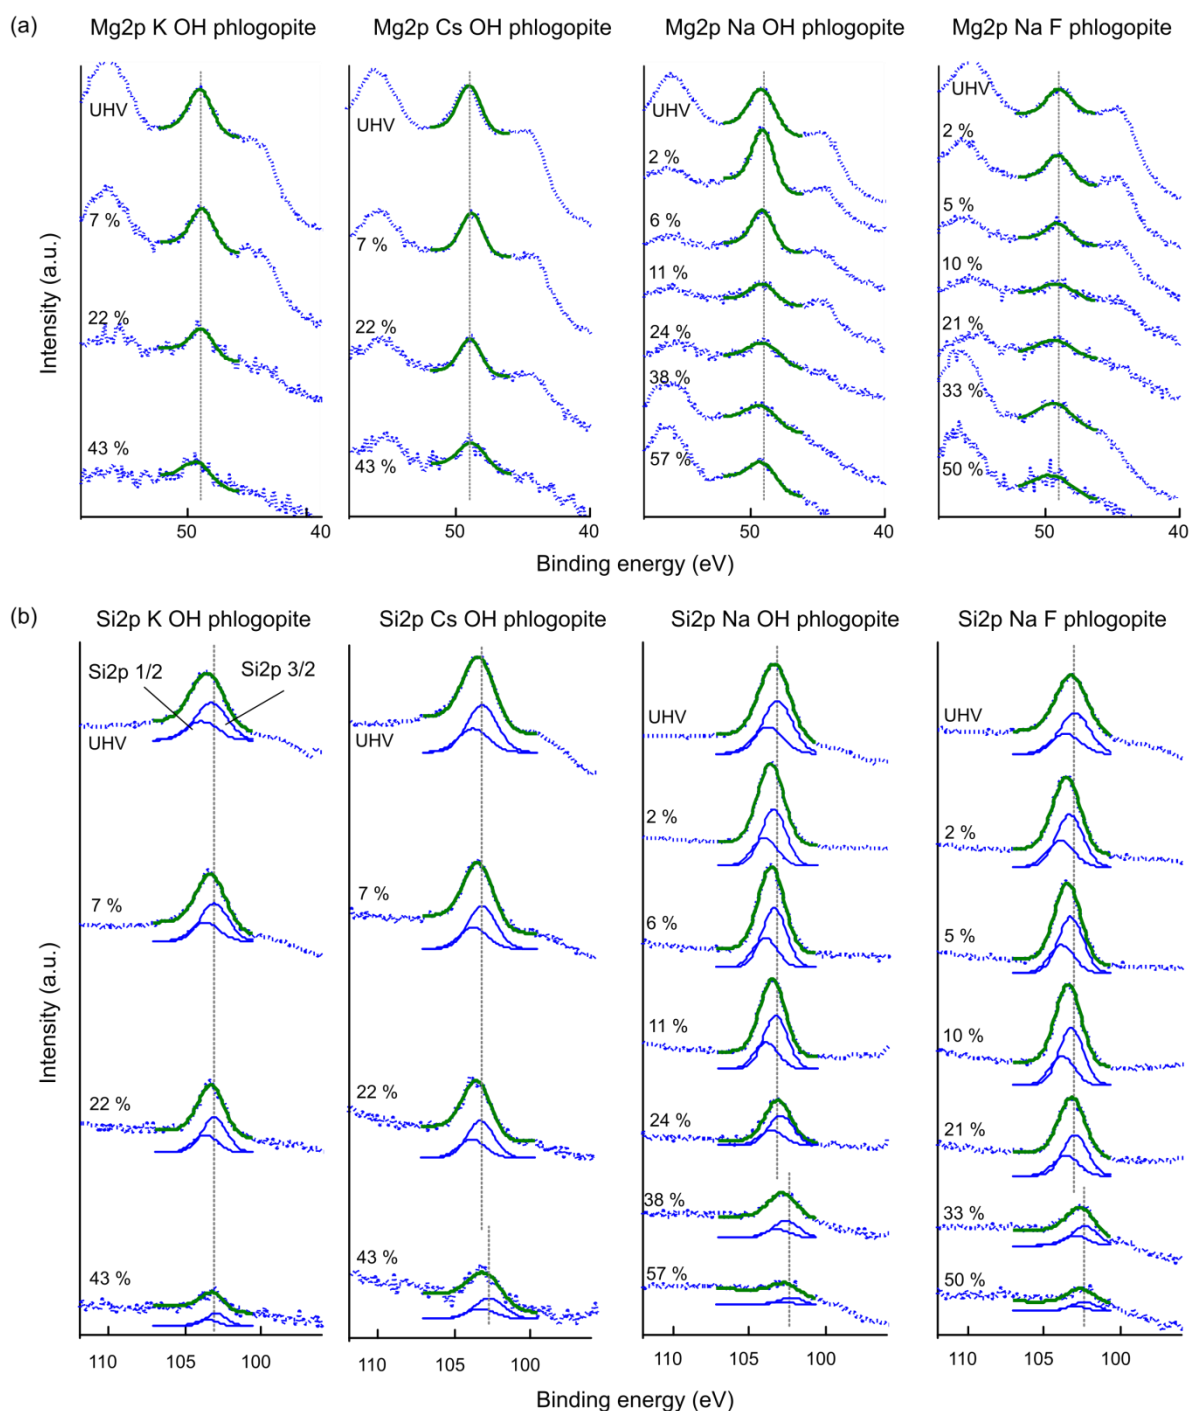 (a)
Mg2p K OH phlogopite
Mg2p Cs OH phlogopite
Mg2p Na OH phlogopite
Mg2p Na F phlogopite
Intensity (a.u.)
UHV
7 %
22 %
43 %
UHV
7 %
22 %
43 %
UHV
2 %
6 %
11 %
24 %
38 %
57 %
UHV
2 %
5 %
10 %
21 %
33 %
50 %
50 40
50 40
50 40
50 40
Binding energy (eV)
(b)
Si2p K OH phlogopite
Si2p Cs OH phlogopite
Si2p Na OH phlogopite
Si2p Na F phlogopite
Intensity (a.u.)
Si2p 1/2 Si2p 3/2
UHV
7 %
22 %
43 %
UHV
7 %
22 %
43 %
UHV
2 %
6 %
11 %
24 %
38 %
57 %
UHV
2 %
5 %
10 %
21 %
33 %
50 %
110 105 100
110 105 100
110 105 100
110 105 100
Binding energy (eV)